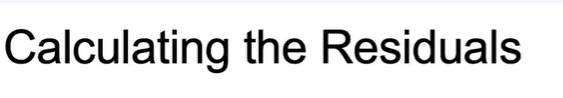 Calculating the Residuals